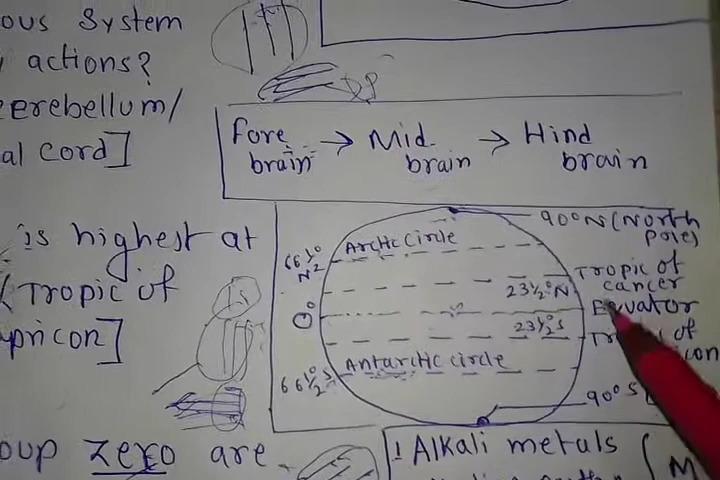 ous System
actions?
cerebellum/
al cord]
Fore brain → Mid brain → Hind brain
is highest at
(Tropic of
pricon]
90°N (North Poles)
Arctic circle
66½° N
Tropic of cancer
23½°N
0°
Equator
23½°S
Antarctic circle
66½°S
90°S
oup zero are
! Alkali metals
M